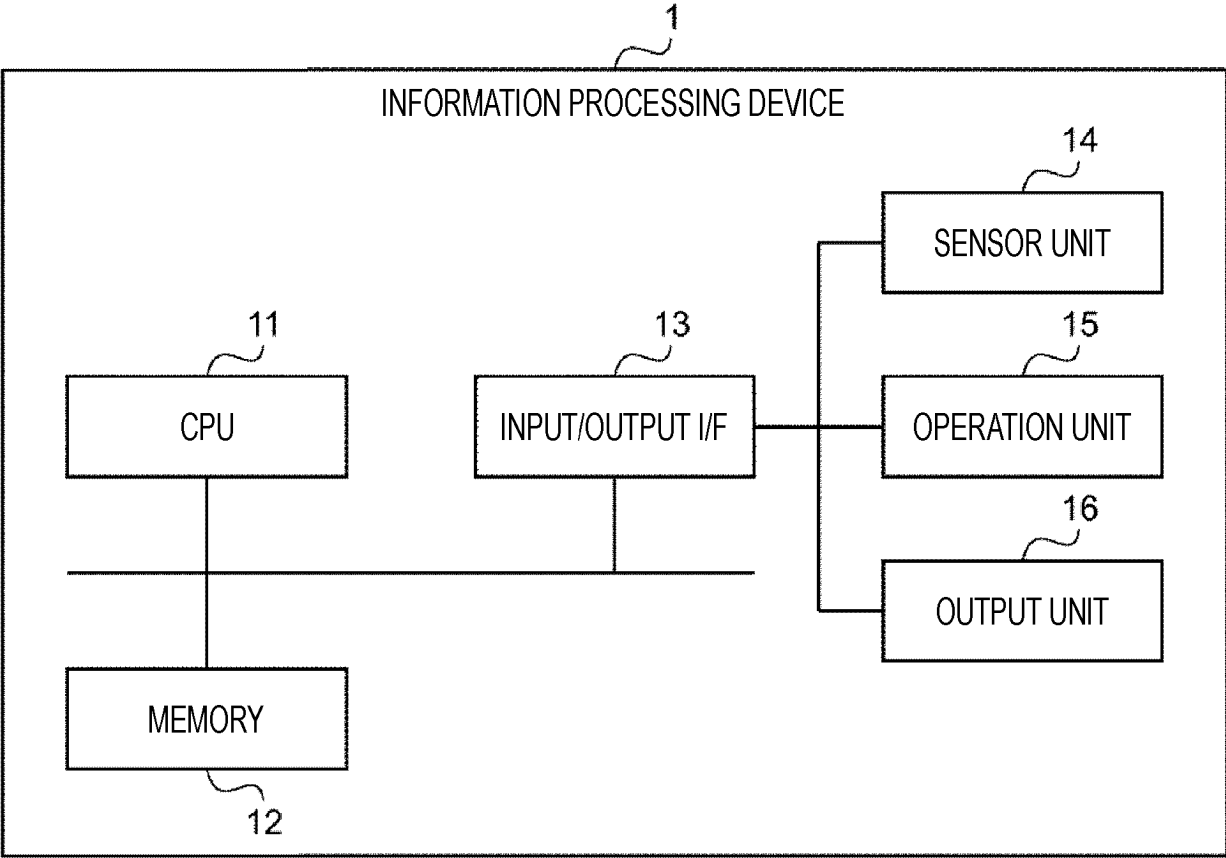 1
INFORMATION PROCESSING DEVICE
14
SENSOR UNIT
11
13
15
CPU
INPUT/OUTPUT I/F
OPERATION UNIT
16
OUTPUT UNIT
MEMORY
12